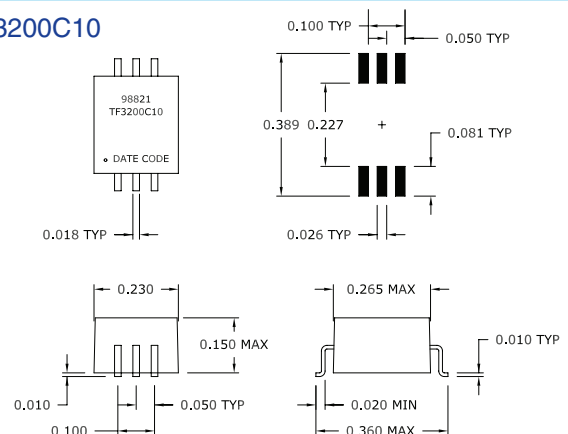 3200C10
0.100 TYP
0.050 TYP
98821
TF3200C10
DATE CODE
0.389 0.227
0.081 TYP
0.018 TYP
0.026 TYP
0.230
0.265 MAX
0.150 MAX
0.010 TYP
0.010
0.050 TYP
0.020 MIN
0.100
0.360 MAX